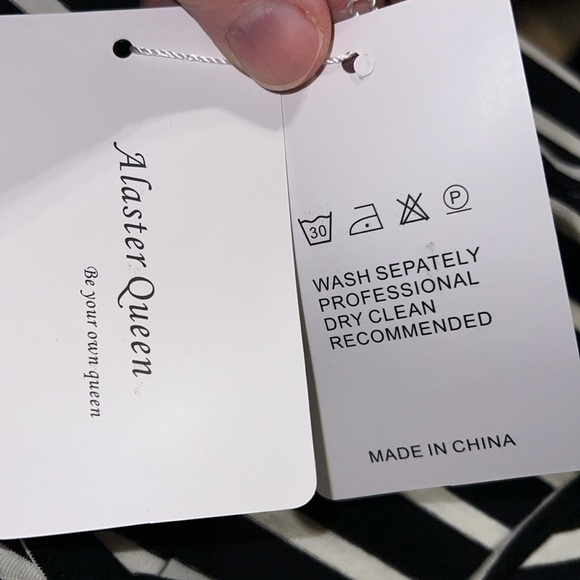 Alaster Queen
Be your own queen
30
P
WASH SEPATELY
PROFESSIONAL
DRY CLEAN
RECOMMENDED
MADE IN CHINA